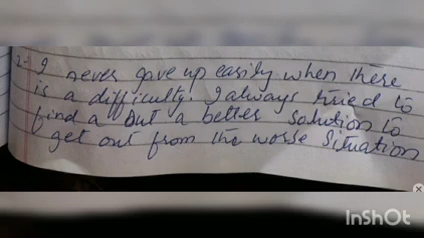 2- I
never gave up easily when there
is a difficulty. I always tried to
find a but a better solution to
get out from the worse Situation
InShOt